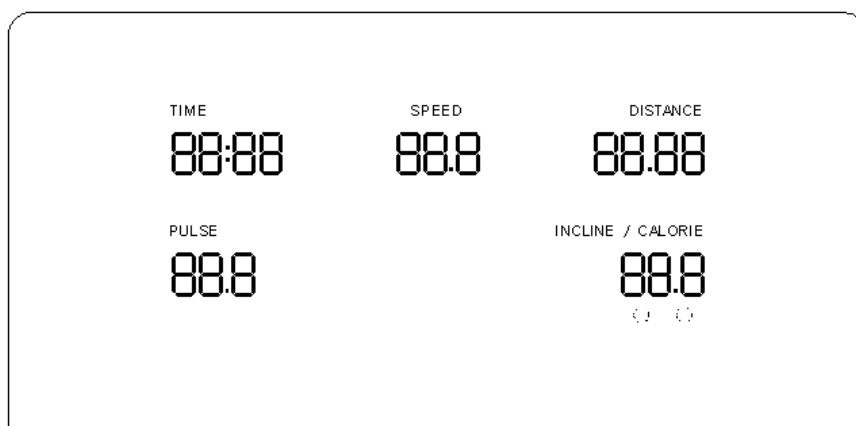 TIME SPEED DISTANCE
88:88 88.8 88.88
PULSE INCLINE / CALORIE
88.8 88.8